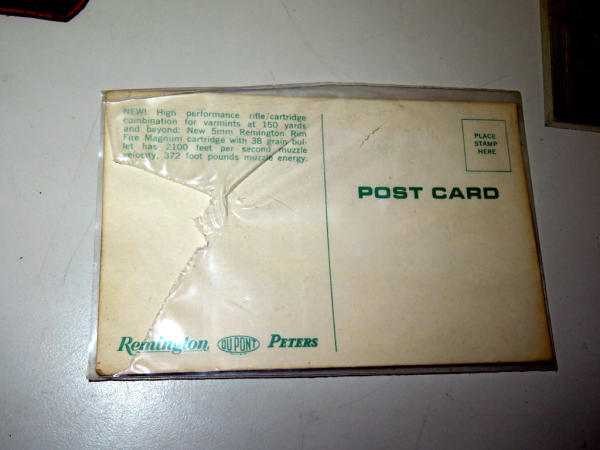 NEW! High performance rifle/cartridge
combination for varmints at 150 yards
and beyond: New 5mm Remington Rim
Fire Magnum cartridge with 38 grain bul-
let has 2100 feet per second muzzle
velocity. 372 foot pounds muzzle energy.
PLACE
STAMP
HERE
POST CARD
Remington DU PONT PETERS